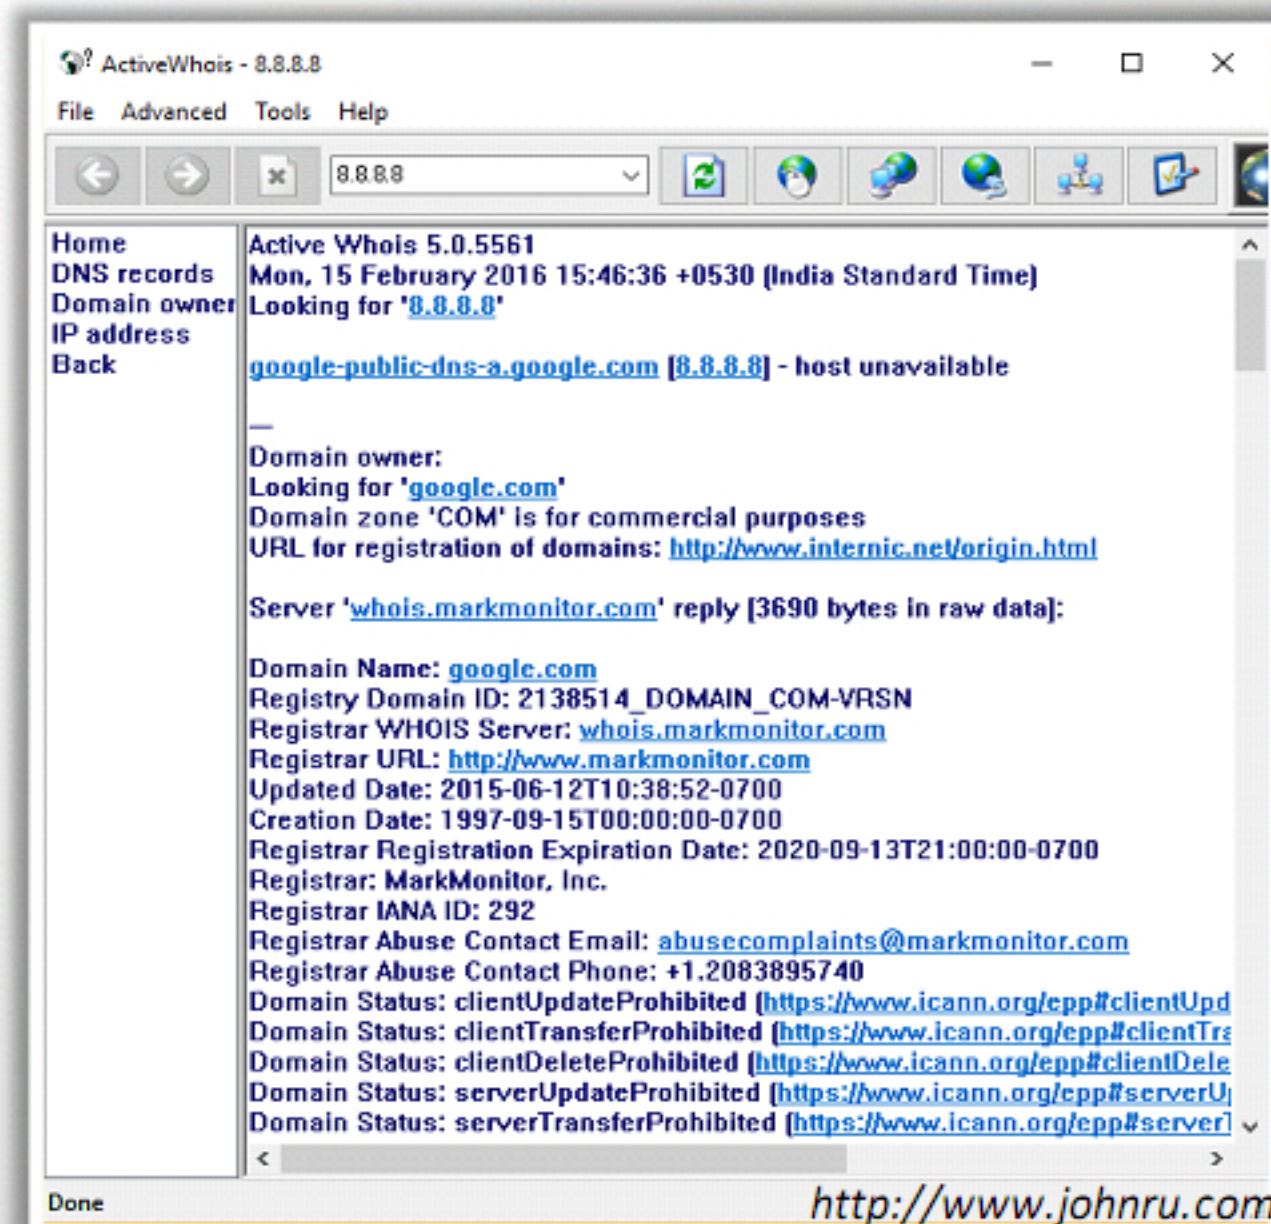 ActiveWhois - 8.8.8.8
File Advanced Tools Help
8.8.8.8
Home
DNS records
Domain owner
IP address
Back
Active Whois 5.0.5561
Mon, 15 February 2016 15:46:36 +0530 (India Standard Time)
Looking for '8.8.8.8'
google-public-dns-a.google.com [8.8.8.8] - host unavailable
—
Domain owner:
Looking for 'google.com'
Domain zone 'COM' is for commercial purposes
URL for registration of domains: http://www.internic.net/origin.html
Server 'whois.markmonitor.com' reply [3690 bytes in raw data]:
Domain Name: google.com
Registry Domain ID: 2138514_DOMAIN_COM-VRSN
Registrar WHOIS Server: whois.markmonitor.com
Registrar URL: http://www.markmonitor.com
Updated Date: 2015-06-12T10:38:52-0700
Creation Date: 1997-09-15T00:00:00-0700
Registrar Registration Expiration Date: 2020-09-13T21:00:00-0700
Registrar: MarkMonitor, Inc.
Registrar IANA ID: 292
Registrar Abuse Contact Email: abusecomplaints@markmonitor.com
Registrar Abuse Contact Phone: +1.2083895740
Domain Status: clientUpdateProhibited (https://www.icann.org/epp#clientUpd
Domain Status: clientTransferProhibited (https://www.icann.org/epp#clientTra
Domain Status: clientDeleteProhibited (https://www.icann.org/epp#clientDele
Domain Status: serverUpdateProhibited (https://www.icann.org/epp#serverU
Domain Status: serverTransferProhibited (https://www.icann.org/epp#server
Done
http://www.johnru.com